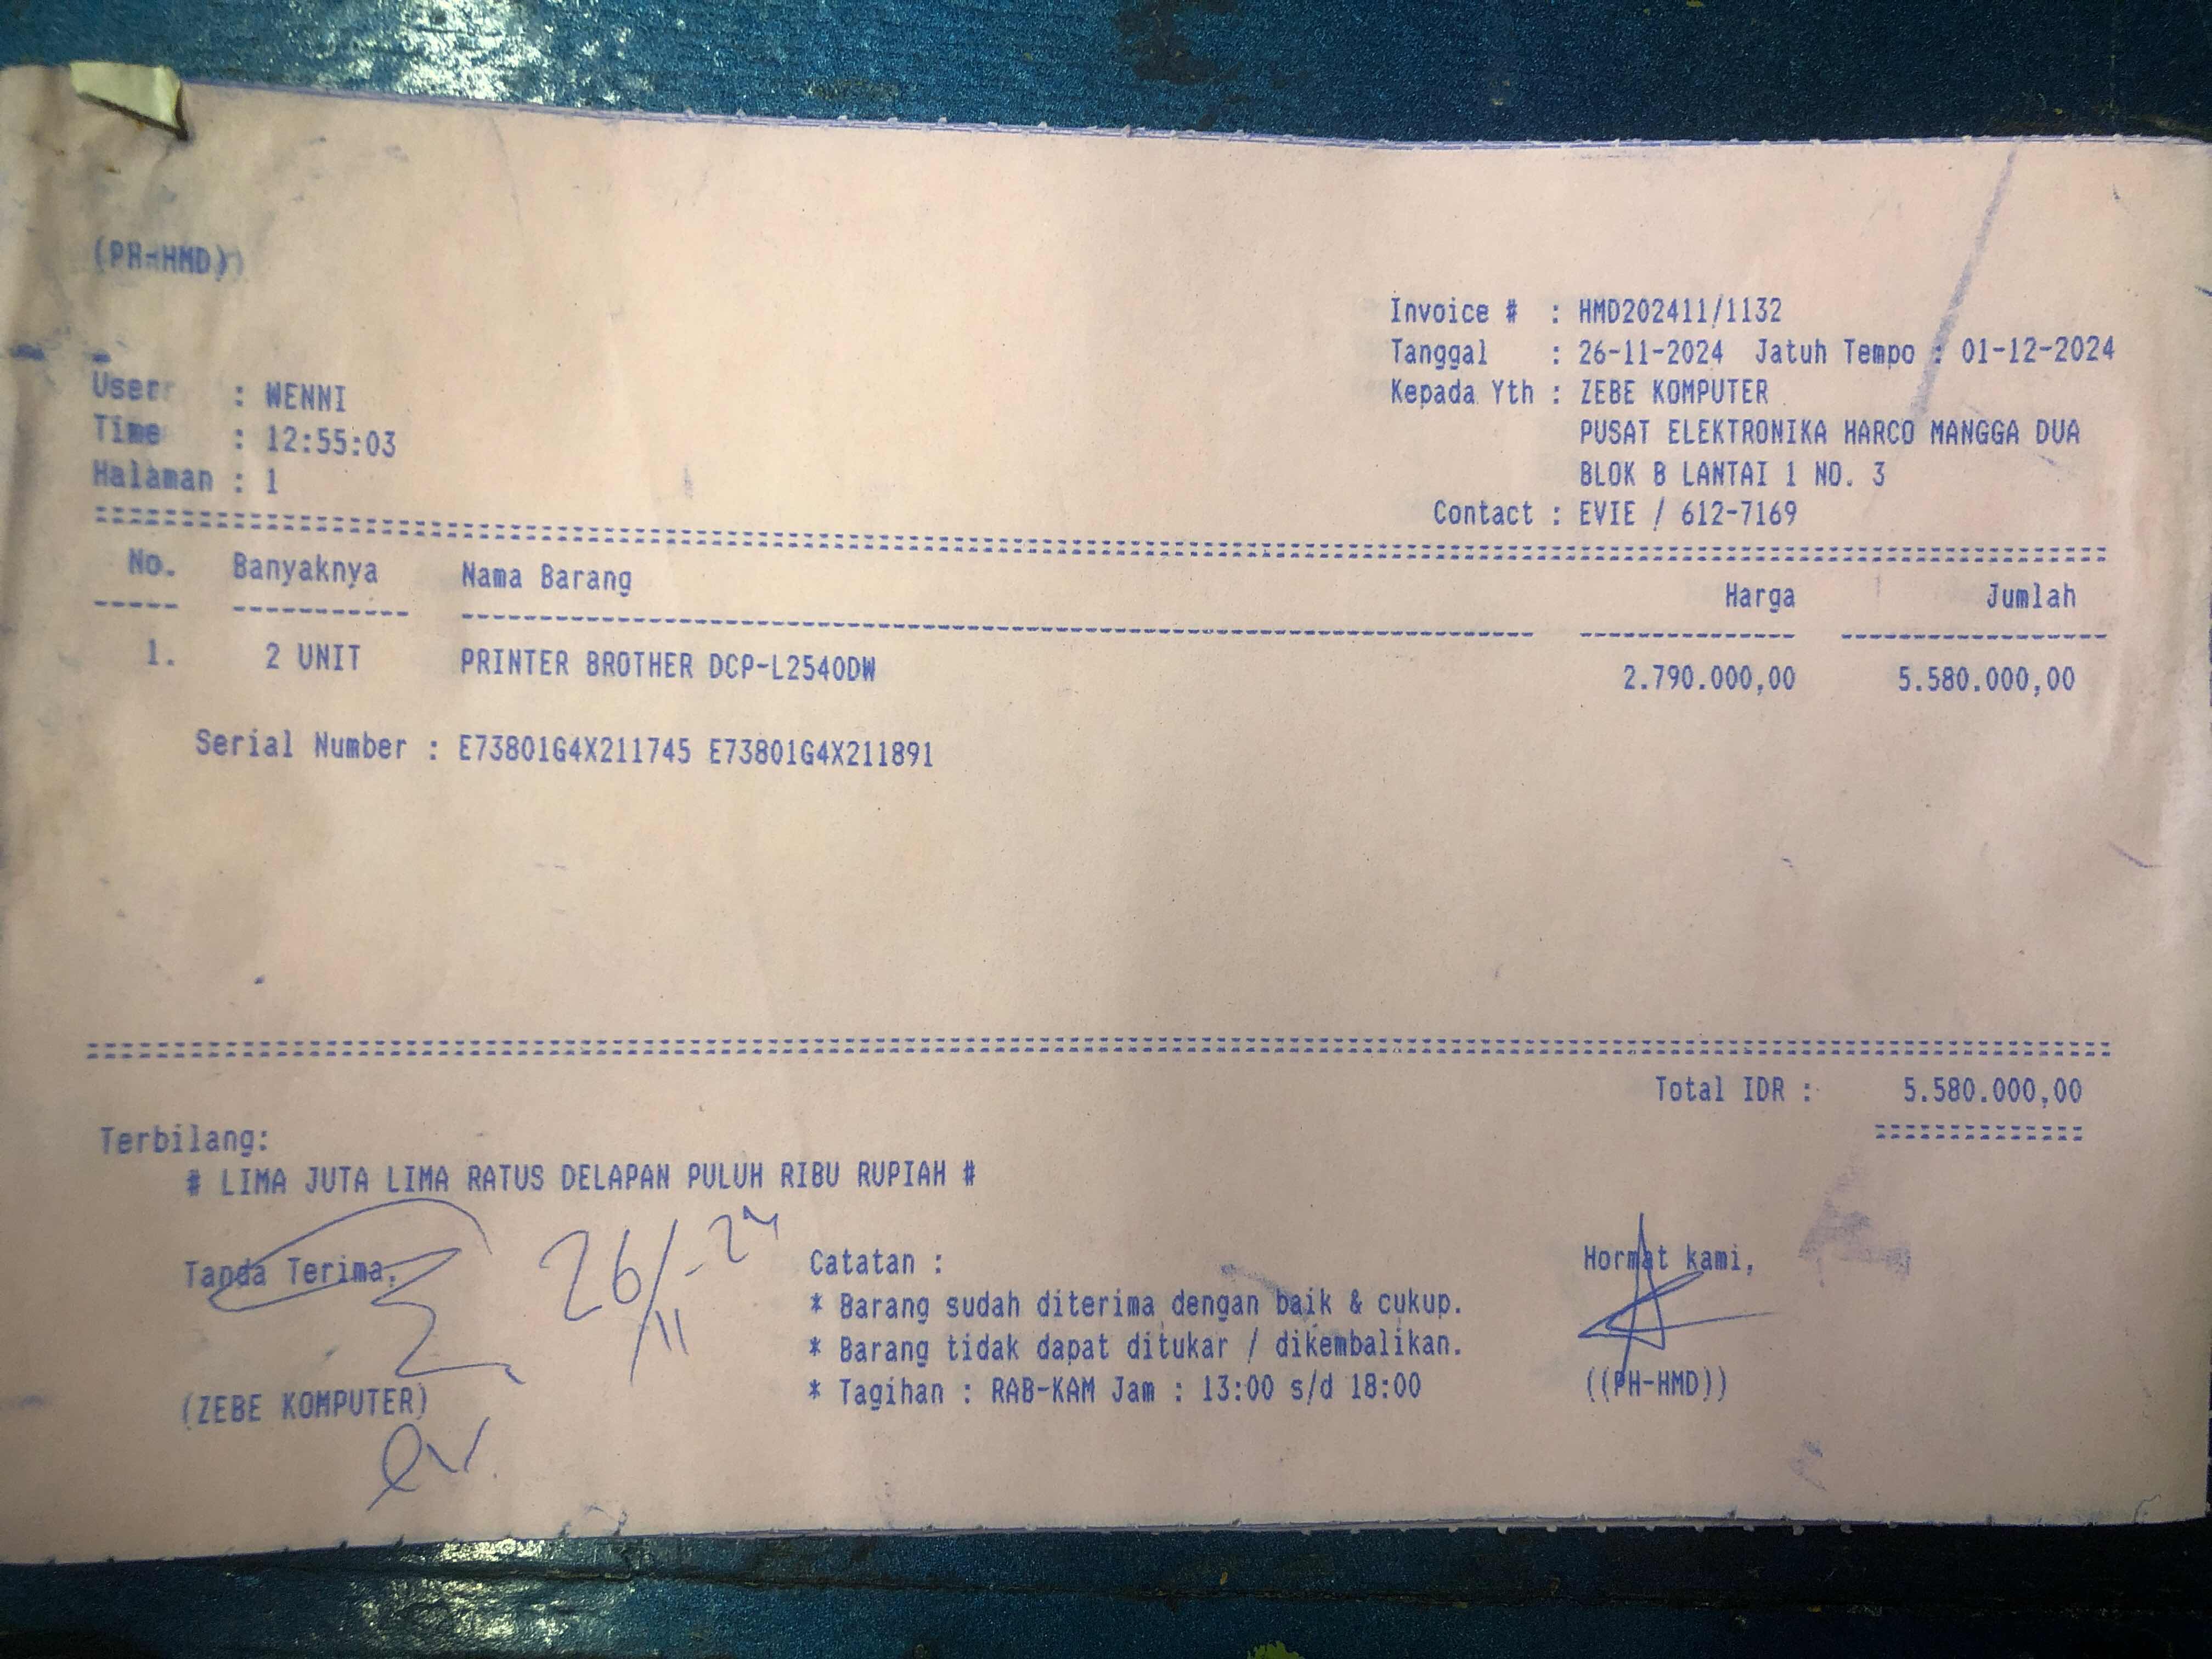 (PH-HMD)
Invoice # : HMD202411/1132
Tanggal : 26-11-2024 Jatuh Tempo : 01-12-2024
Kepada Yth : ZEBE KOMPUTER
PUSAT ELEKTRONIKA HARCO MANGGA DUA
BLOK B LANTAI 1 NO. 3
Contact : EVIE / 612-7169
User : WENNI
Time : 12:55:03
Halaman : 1
No. Banyaknya Nama Barang Harga Jumlah
1. 2 UNIT PRINTER BROTHER DCP-L2540DW 2.790.000,00 5.580.000,00
Serial Number : E73801G4X211745 E73801G4X211891
Total IDR : 5.580.000,00
Terbilang:
# LIMA JUTA LIMA RATUS DELAPAN PULUH RIBU RUPIAH #
Tanda Terima,
26/11-24
(ZEBE KOMPUTER)
Catatan :
* Barang sudah diterima dengan baik & cukup.
* Barang tidak dapat ditukar / dikembalikan.
* Tagihan : RAB-KAM Jam : 13:00 s/d 18:00
Hormat kami,
((PH-HMD))